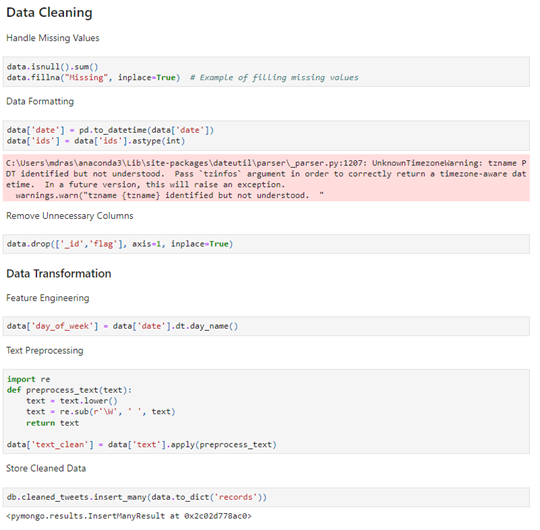 Data Cleaning
Handle Missing Values
data.isnull().sum()
data.fillna("Missing", inplace=True)  # Example of filling missing values
Data Formatting
data['date'] = pd.to_datetime(data['date'])
data['ids'] = data['ids'].astype(int)
C:\Users\mdras\anaconda3\Lib\site-packages\dateutil\parser\_parser.py:1207: UnknownTimezoneWarning: tzname P
DT identified but not understood.  Pass `tzinfos` argument in order to correctly return a timezone-aware dat
etime.  In a future version, this will raise an exception.
  warnings.warn("tzname {tzname} identified but not understood.  "
Remove Unnecessary Columns
data.drop(['_id','flag'], axis=1, inplace=True)
Data Transformation
Feature Engineering
data['day_of_week'] = data['date'].dt.day_name()
Text Preprocessing
import re
def preprocess_text(text):
    text = text.lower()
    text = re.sub(r'\W', ' ', text)
    return text
data['text_clean'] = data['text'].apply(preprocess_text)
Store Cleaned Data
db.cleaned_tweets.insert_many(data.to_dict('records'))
<pymongo.results.InsertManyResult at 0x2c02d778ac0>